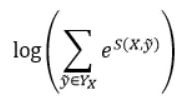 log(∑_{ỹ∈Y_X} e^{S(X,ỹ)})